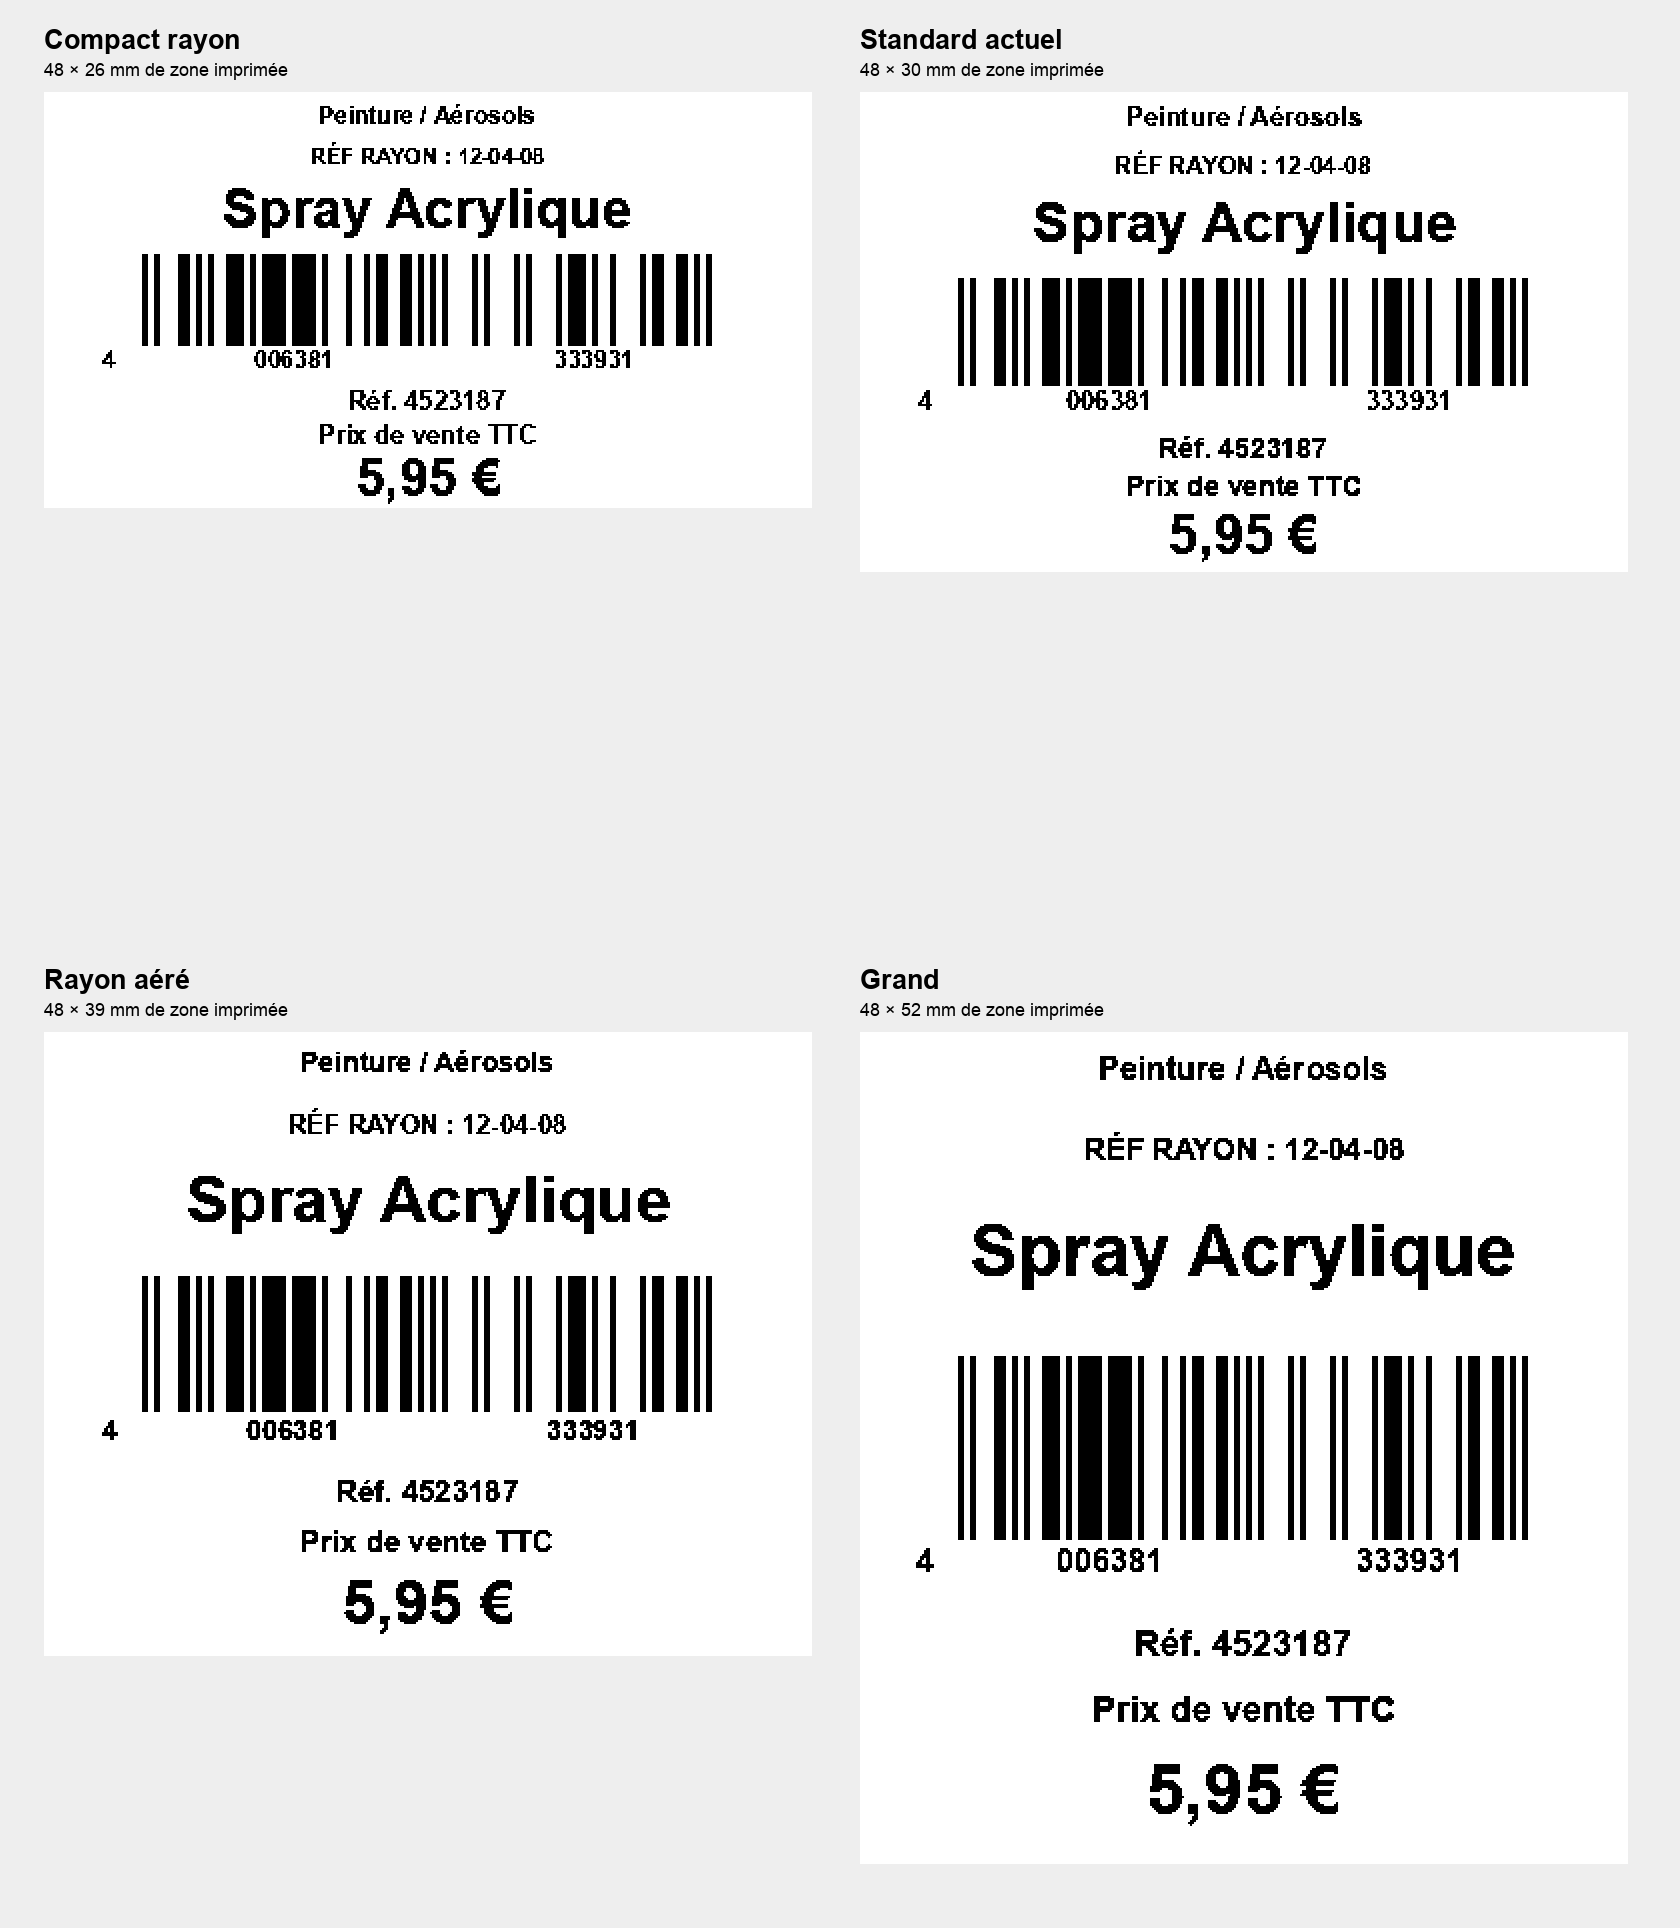 Compact rayon
48 × 26 mm de zone imprimée
Peinture / Aérosols
RÉF RAYON : 12-04-08
Spray Acrylique
4 006381 333931
Réf. 4523187
Prix de vente TTC
5,95 €
Standard actuel
48 × 30 mm de zone imprimée
Peinture / Aérosols
RÉF RAYON : 12-04-08
Spray Acrylique
4 006381 333931
Réf. 4523187
Prix de vente TTC
5,95 €
Rayon aéré
48 × 39 mm de zone imprimée
Peinture / Aérosols
RÉF RAYON : 12-04-08
Spray Acrylique
4 006381 333931
Réf. 4523187
Prix de vente TTC
5,95 €
Grand
48 × 52 mm de zone imprimée
Peinture / Aérosols
RÉF RAYON : 12-04-08
Spray Acrylique
4 006381 333931
Réf. 4523187
Prix de vente TTC
5,95 €